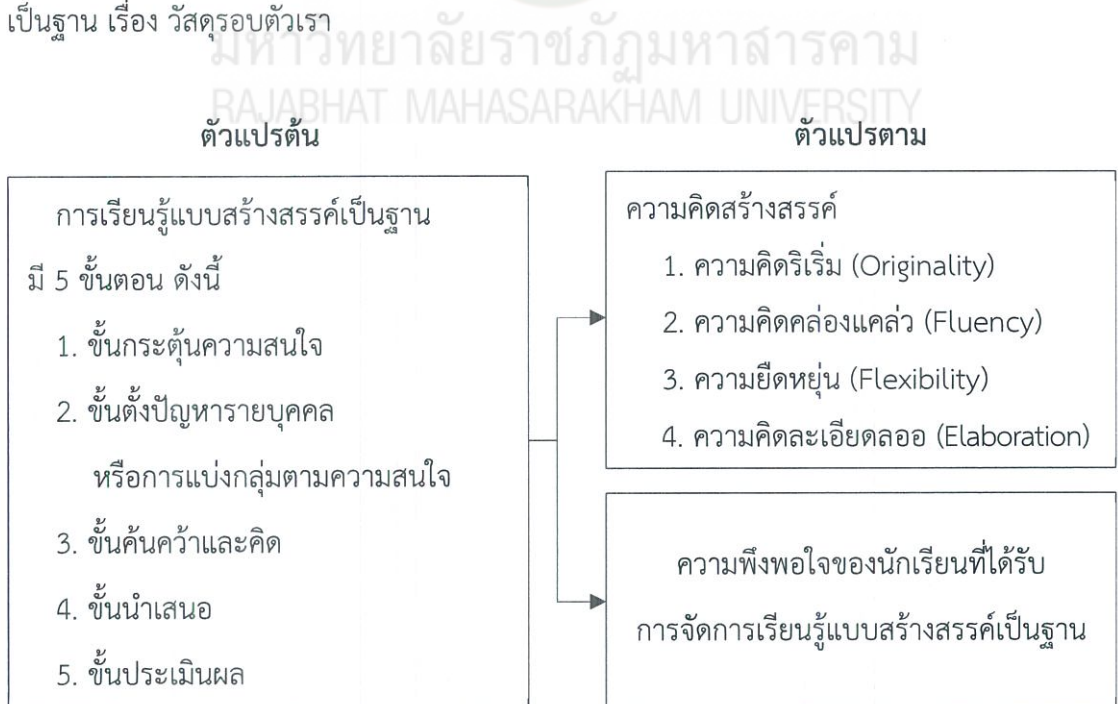 เป็นฐาน เรื่อง วัสดุรอบตัวเรา
มหาวิทยาลัยราชภัฏมหาสารคาม
RAJABHAT MAHASARAKHAM UNIVERSITY
ตัวแปรต้น
การเรียนรู้แบบสร้างสรรค์เป็นฐาน
มี 5 ขั้นตอน ดังนี้
1. ขั้นกระตุ้นความสนใจ
2. ขั้นตั้งปัญหารายบุคคล
หรือการแบ่งกลุ่มตามความสนใจ
3. ขั้นค้นคว้าและคิด
4. ขั้นนำเสนอ
5. ขั้นประเมินผล
ตัวแปรตาม
ความคิดสร้างสรรค์
1. ความคิดริเริ่ม (Originality)
2. ความคิดคล่องแคล่ว (Fluency)
3. ความยืดหยุ่น (Flexibility)
4. ความคิดละเอียดลออ (Elaboration)
ความพึงพอใจของนักเรียนที่ได้รับ
การจัดการเรียนรู้แบบสร้างสรรค์เป็นฐาน